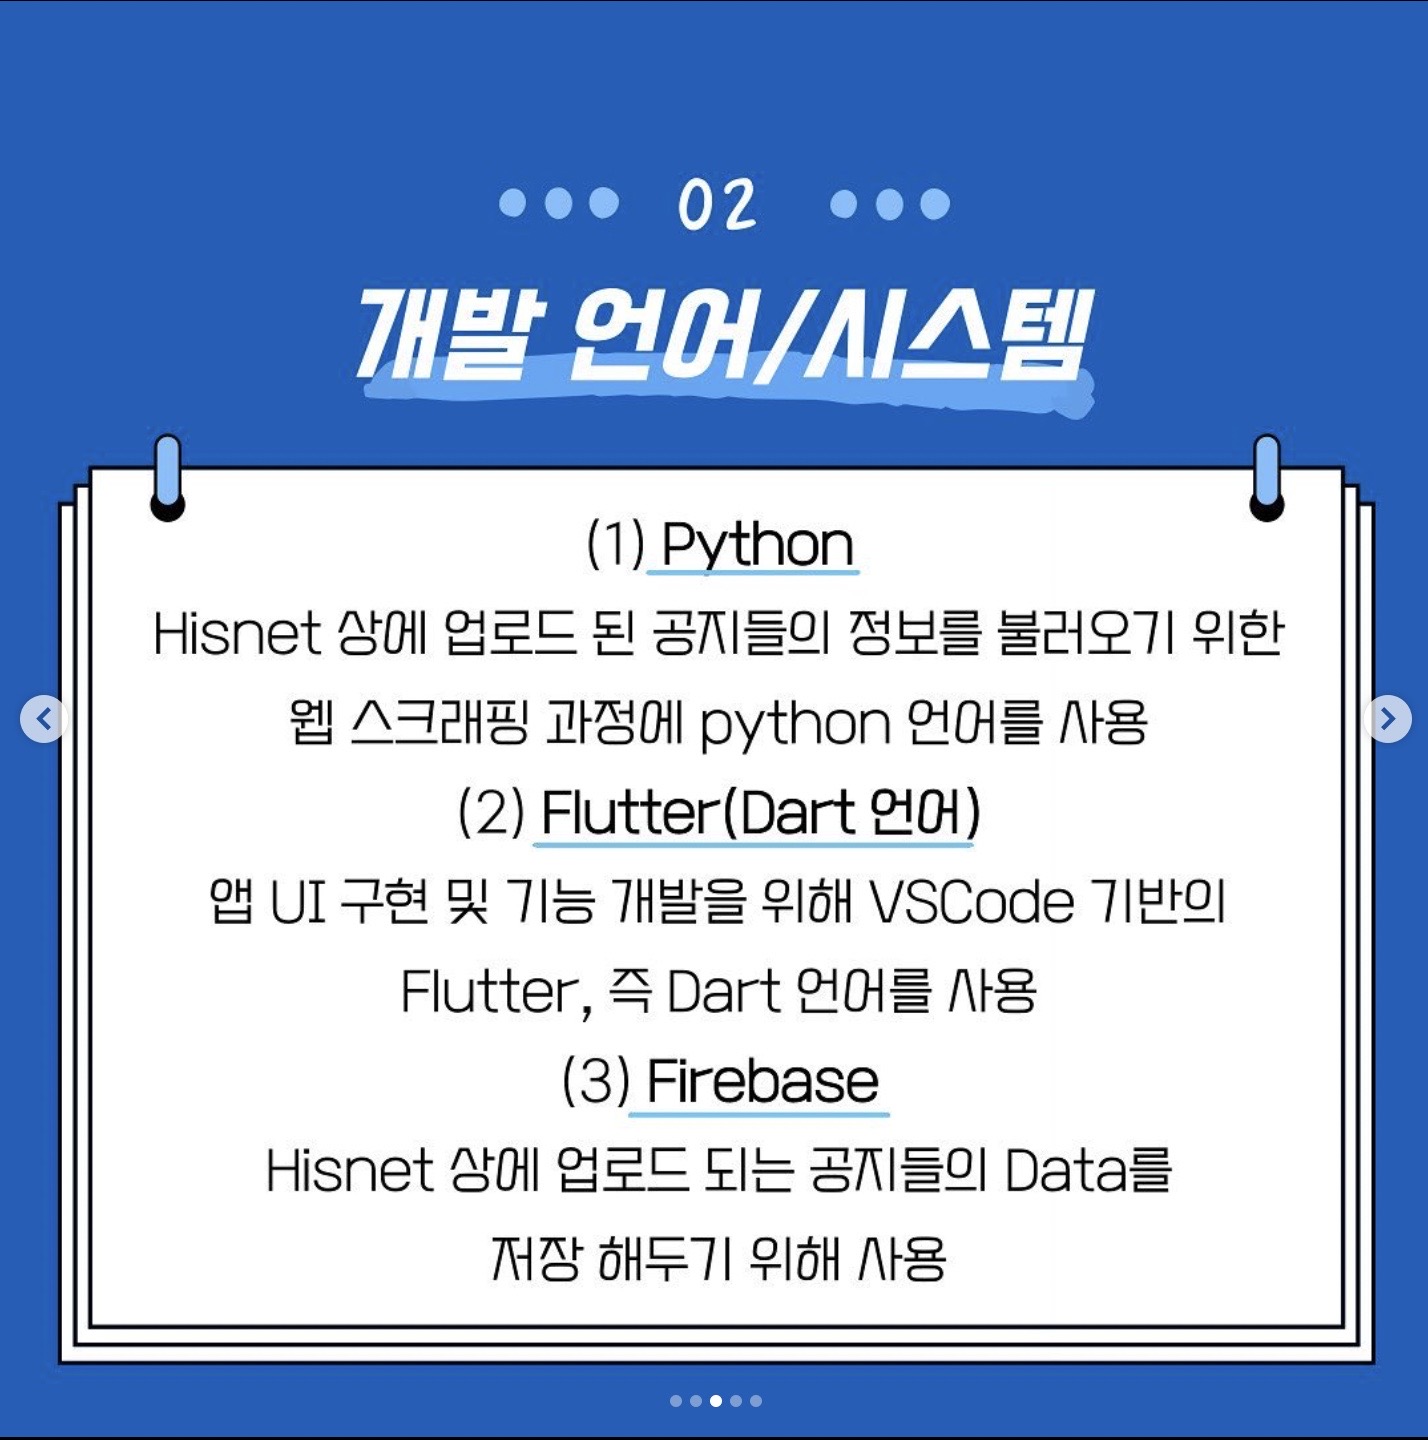 02
개발 언어/시스템
(1) Python
Hisnet 상에 업로드 된 공지들의 정보를 불러오기 위한
웹 스크래핑 과정에 python 언어를 사용
(2) Flutter(Dart 언어)
앱 UI 구현 및 기능 개발을 위해 VSCode 기반의
Flutter, 즉 Dart 언어를 사용
(3) Firebase
Hisnet 상에 업로드 되는 공지들의 Data를
저장 해두기 위해 사용